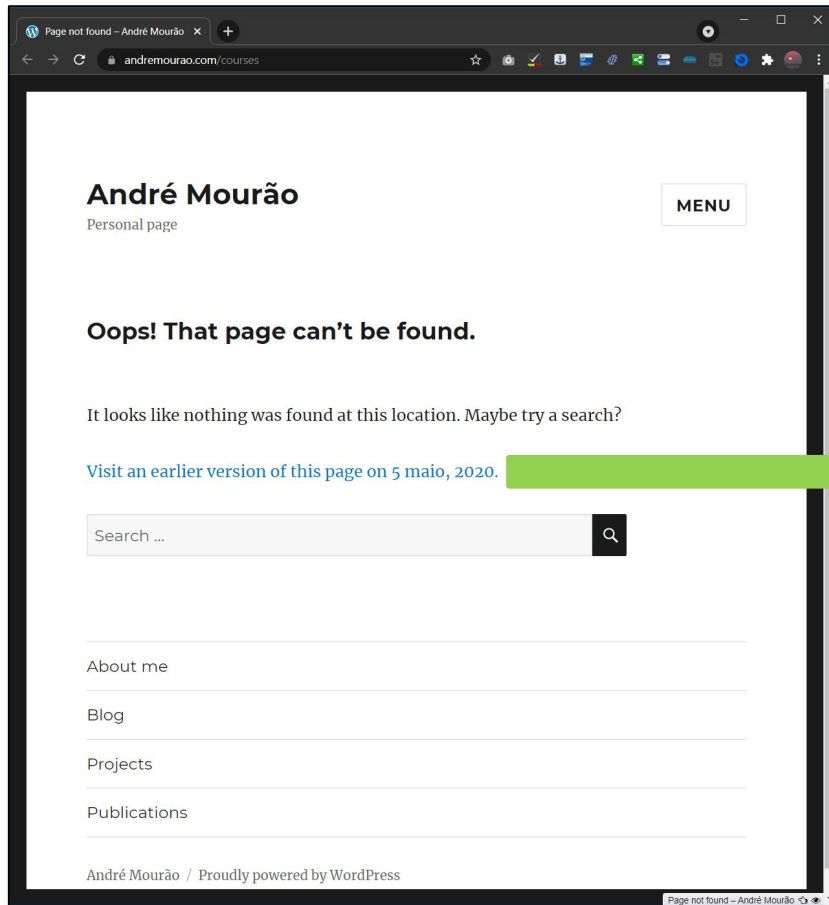 Page not found – André Mourão
andremourao.com/courses
André Mourão
Personal page
MENU
Oops! That page can’t be found.
It looks like nothing was found at this location. Maybe try a search?
Visit an earlier version of this page on 5 maio, 2020.
Search ...
About me
Blog
Projects
Publications
André Mourão / Proudly powered by WordPress
Page not found – André Mourão